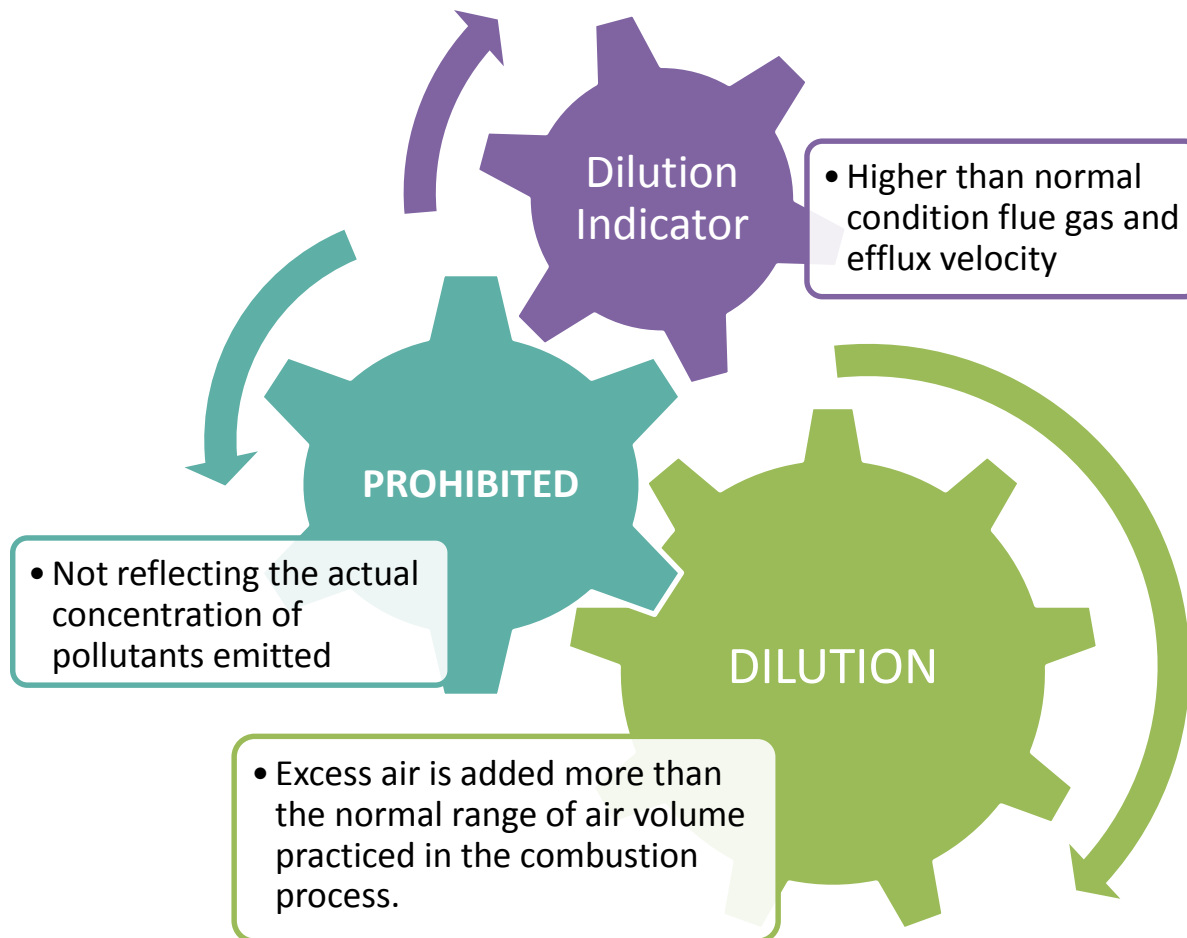 Dilution
Indicator
• Higher than normal
condition flue gas and
efflux velocity
PROHIBITED
• Not reflecting the actual
concentration of
pollutants emitted
DILUTION
• Excess air is added more than
the normal range of air volume
practiced in the combustion
process.